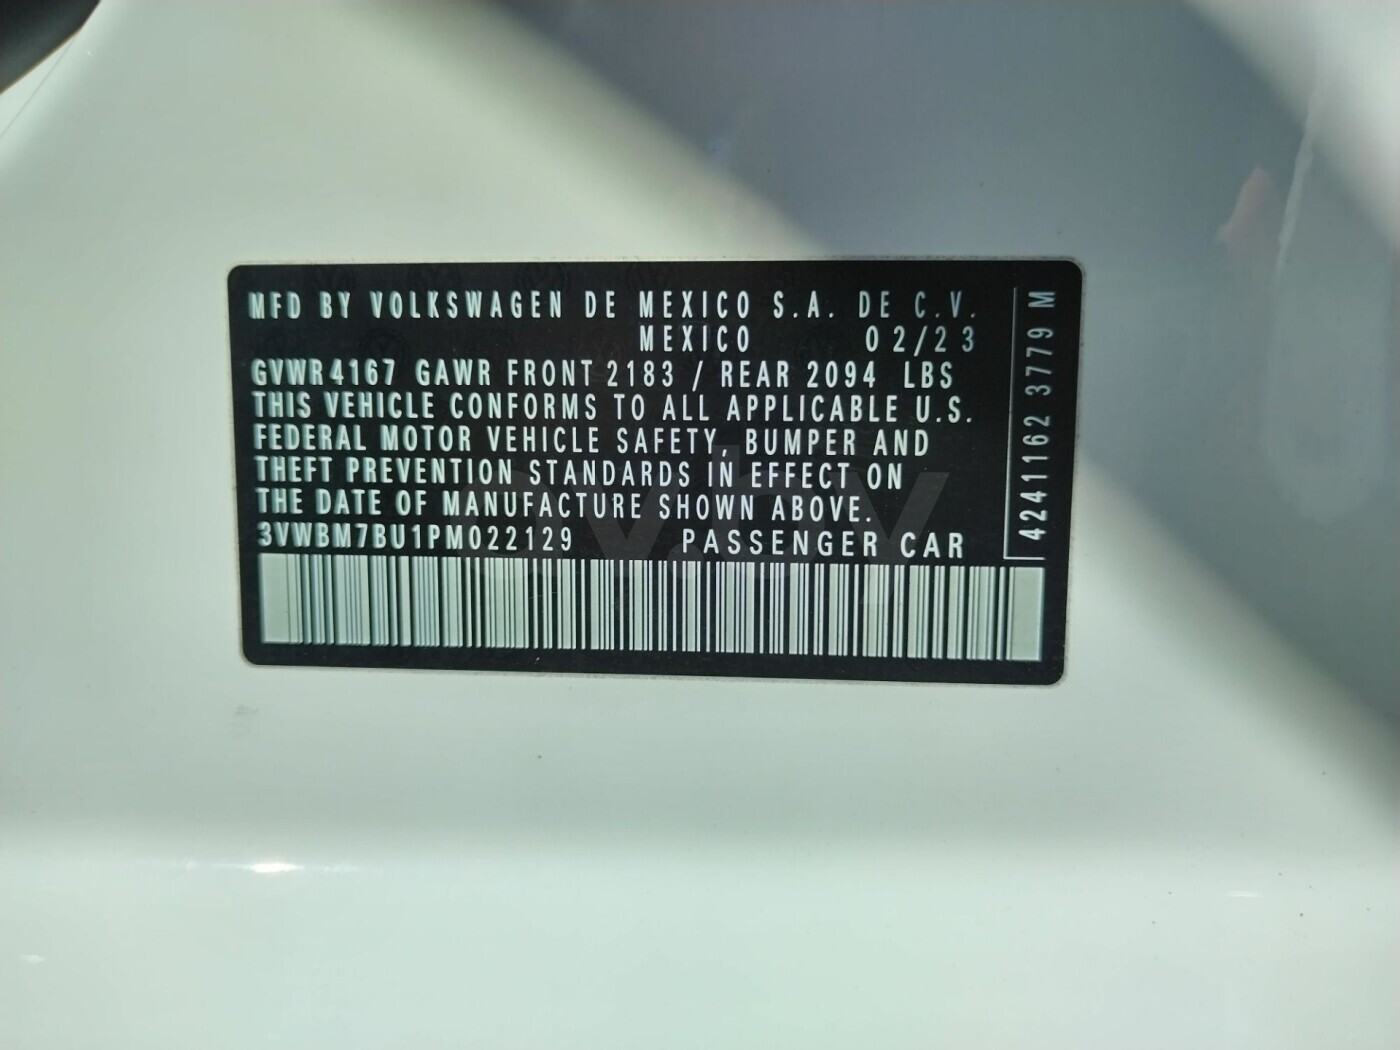 MFD BY VOLKSWAGEN DE MEXICO S.A. DE C.V.
MEXICO 02/23
GVWR 4167 GAWR FRONT 2183 / REAR 2094 LBS
THIS VEHICLE CONFORMS TO ALL APPLICABLE U.S.
FEDERAL MOTOR VEHICLE SAFETY, BUMPER AND
THEFT PREVENTION STANDARDS IN EFFECT ON
THE DATE OF MANUFACTURE SHOWN ABOVE.
3VWBM7BU1PM022129 PASSENGER CAR
4241162 3779 M
av.by